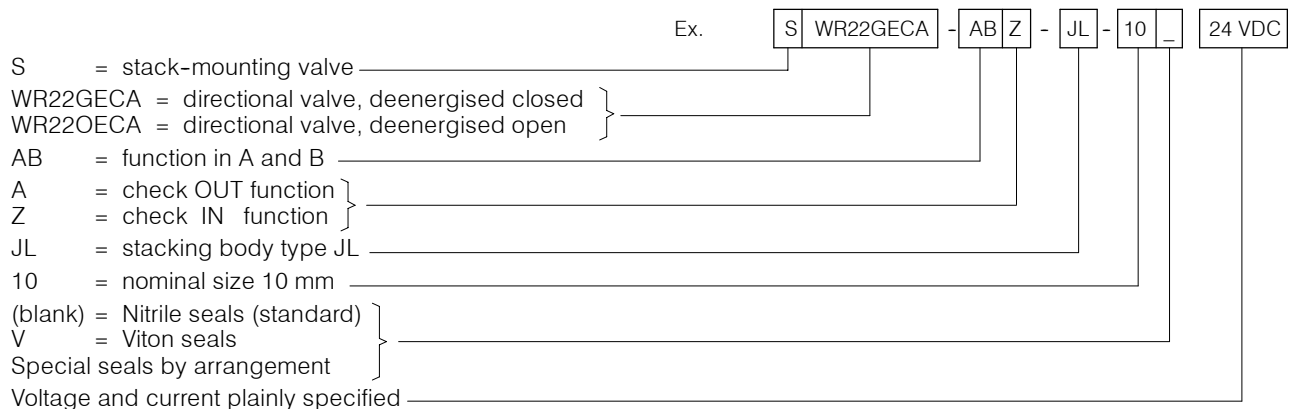 Ex. S WR22GECA - AB Z - JL - 10 _ 24 VDC
S = stack-mounting valve
WR22GECA = directional valve, deenergised closed
WR22OECA = directional valve, deenergised open
AB = function in A and B
A = check OUT function
Z = check IN function
JL = stacking body type JL
10 = nominal size 10 mm
(blank) = Nitrile seals (standard)
V = Viton seals
Special seals by arrangement
Voltage and current plainly specified